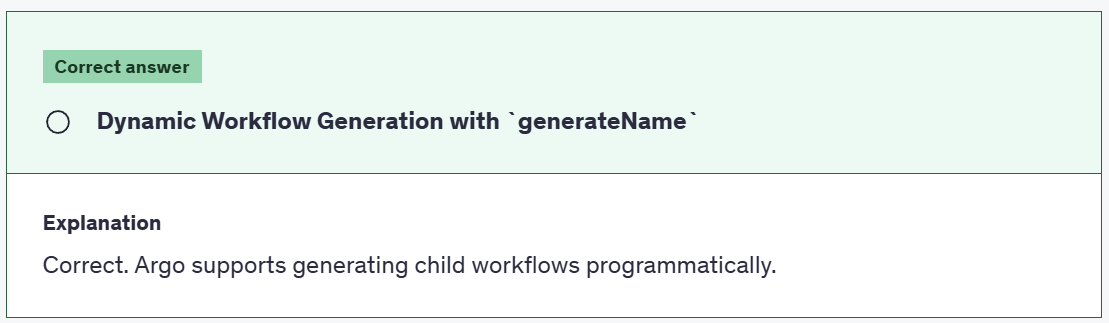 Correct answer
Dynamic Workflow Generation with `generateName`
Explanation
Correct. Argo supports generating child workflows programmatically.